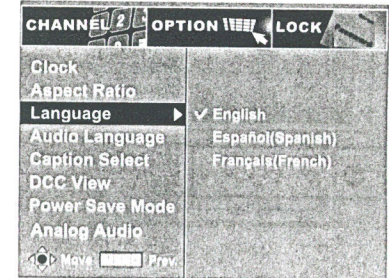 CHANNEL 2 OPTION LOCK
Clock
Aspect Ratio
Language
Audio Language
Caption Select
DCC View
Power Save Mode
Analog Audio
✓ English
Español(Spanish)
Français(French)
Move Prev.